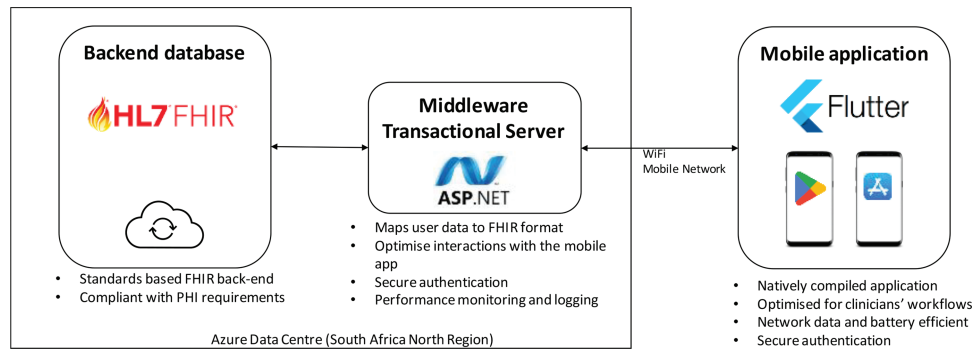 Backend database
HL7 FHIR
Standards based FHIR back-end
Compliant with PHI requirements
Middleware
Transactional Server
ASP.NET
Maps user data to FHIR format
Optimise interactions with the mobile
app
Secure authentication
Performance monitoring and logging
Azure Data Centre (South Africa North Region)
WiFi
Mobile Network
Mobile application
Flutter
Natively compiled application
Optimised for clinicians' workflows
Network data and battery efficient
Secure authentication